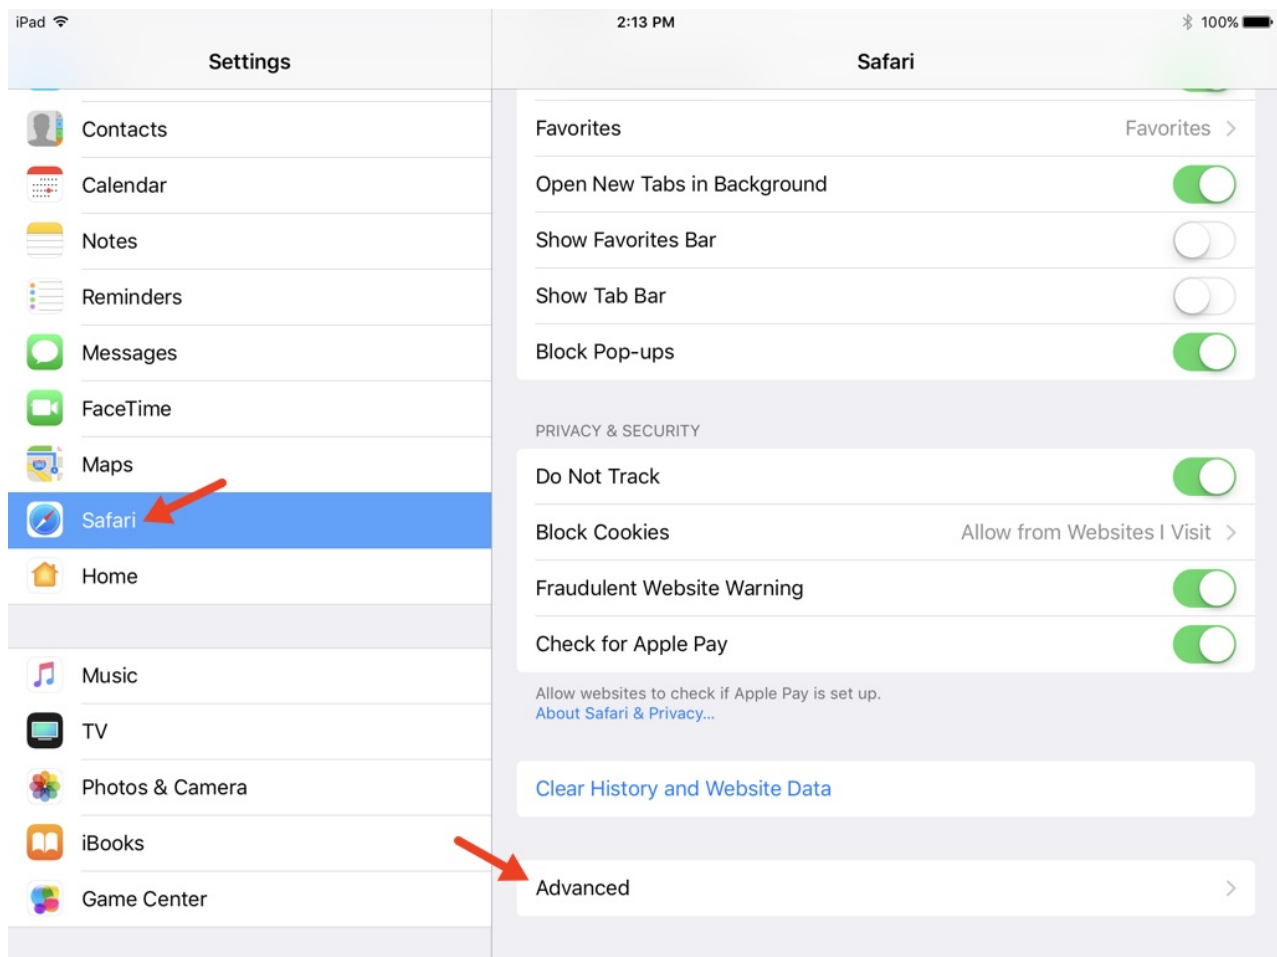 iPad
2:13 PM
100%
Settings
Safari
Contacts
Calendar
Notes
Reminders
Messages
FaceTime
Maps
Safari
Home
Music
TV
Photos & Camera
iBooks
Game Center
Favorites Favorites
Open New Tabs in Background
Show Favorites Bar
Show Tab Bar
Block Pop-ups
PRIVACY & SECURITY
Do Not Track
Block Cookies Allow from Websites I Visit
Fraudulent Website Warning
Check for Apple Pay
Allow websites to check if Apple Pay is set up.
About Safari & Privacy...
Clear History and Website Data
Advanced